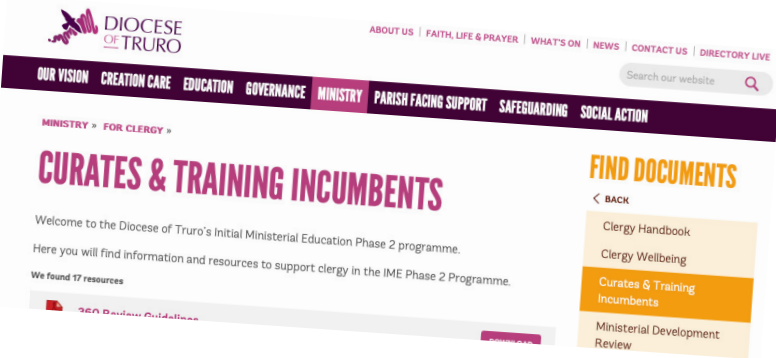 DIOCESE
OF TRURO
ABOUT US | FAITH, LIFE & PRAYER | WHAT'S ON | NEWS | CONTACT US | DIRECTORY LIVE
Search our website
OUR VISION CREATION CARE EDUCATION GOVERNANCE MINISTRY PARISH FACING SUPPORT SAFEGUARDING SOCIAL ACTION
MINISTRY » FOR CLERGY »
CURATES & TRAINING INCUMBENTS
Welcome to the Diocese of Truro's Initial Ministerial Education Phase 2 programme.
Here you will find information and resources to support clergy in the IME Phase 2 Programme.
We found 17 resources
360 Review Guidelines
DOWNLOAD
FIND DOCUMENTS
BACK
Clergy Handbook
Clergy Wellbeing
Curates & Training
Incumbents
Ministerial Development
Review